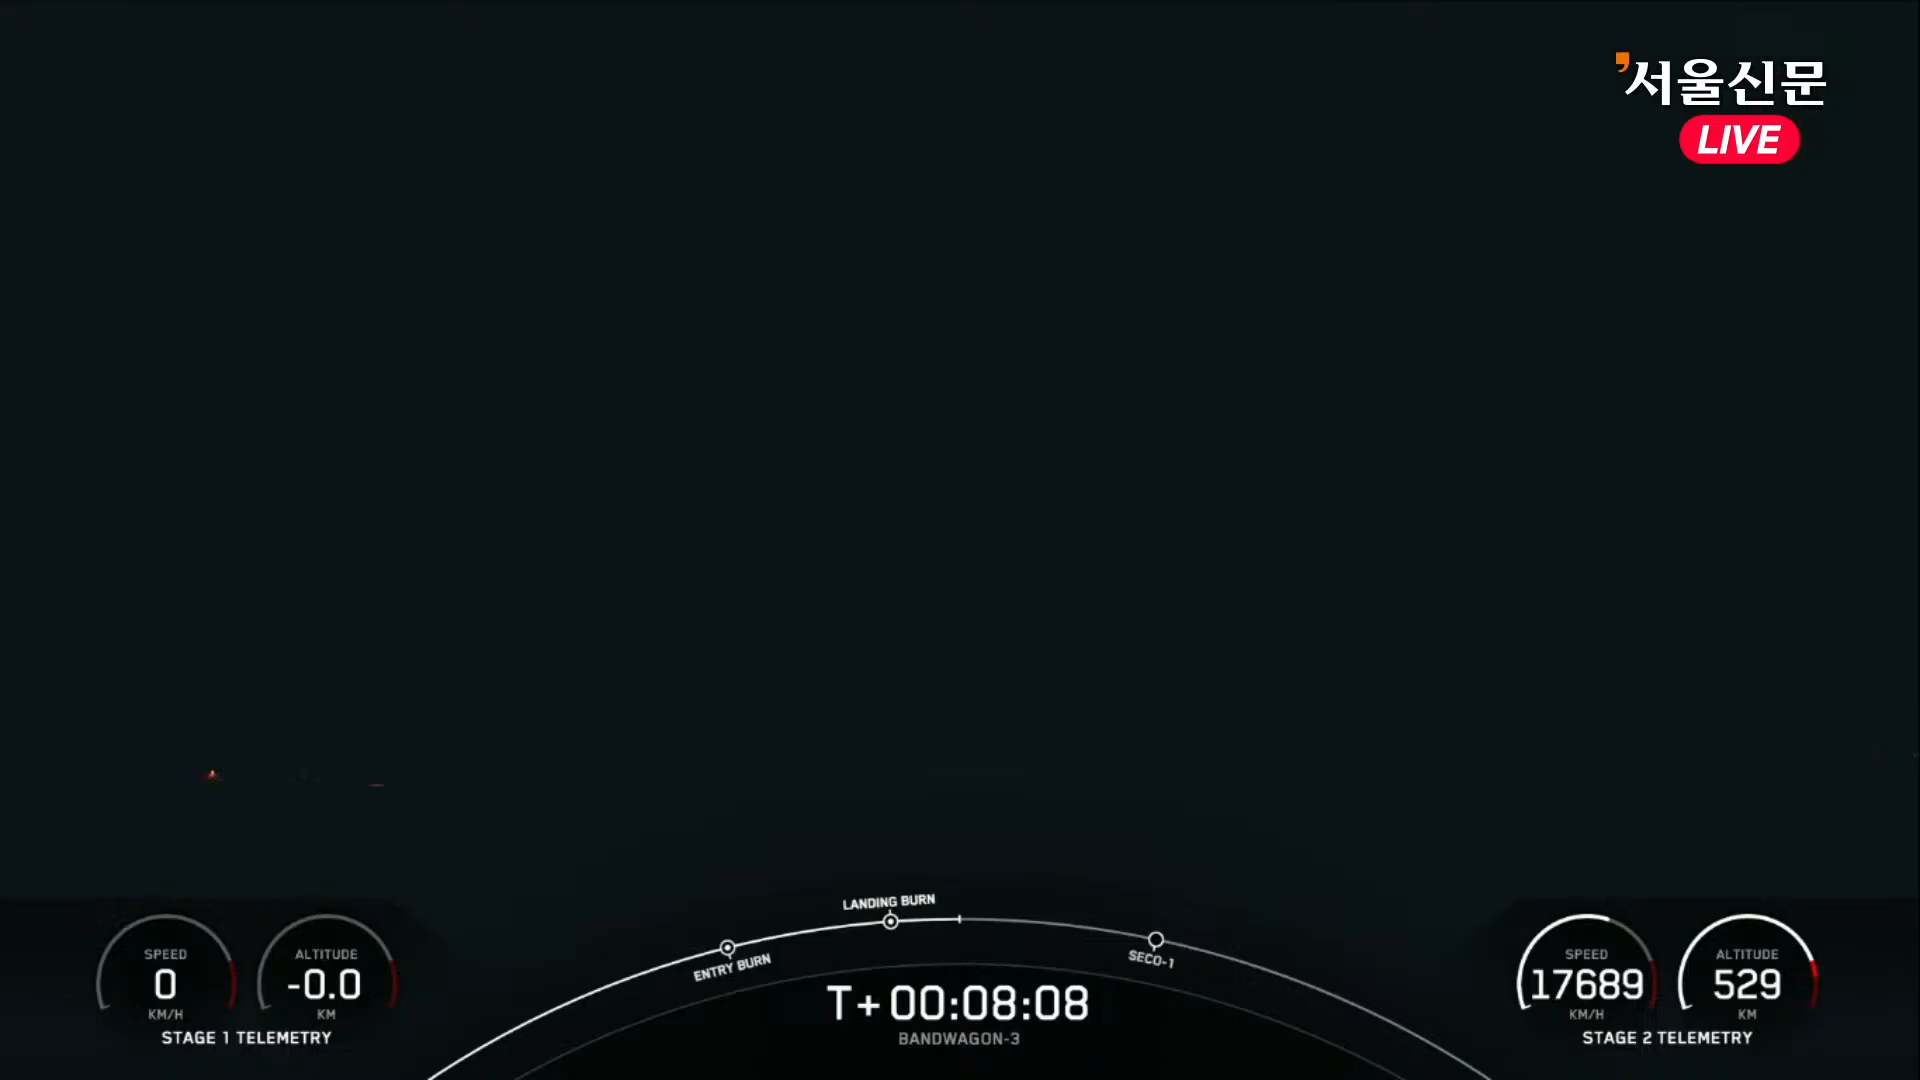 서울신문
LIVE
LANDING BURN
ENTRY BURN
SECO-1
SPEED
0
KM/H
ALTITUDE
-0.0
KM
STAGE 1 TELEMETRY
T+00:08:08
BANDWAGON-3
SPEED
17689
KM/H
ALTITUDE
529
KM
STAGE 2 TELEMETRY